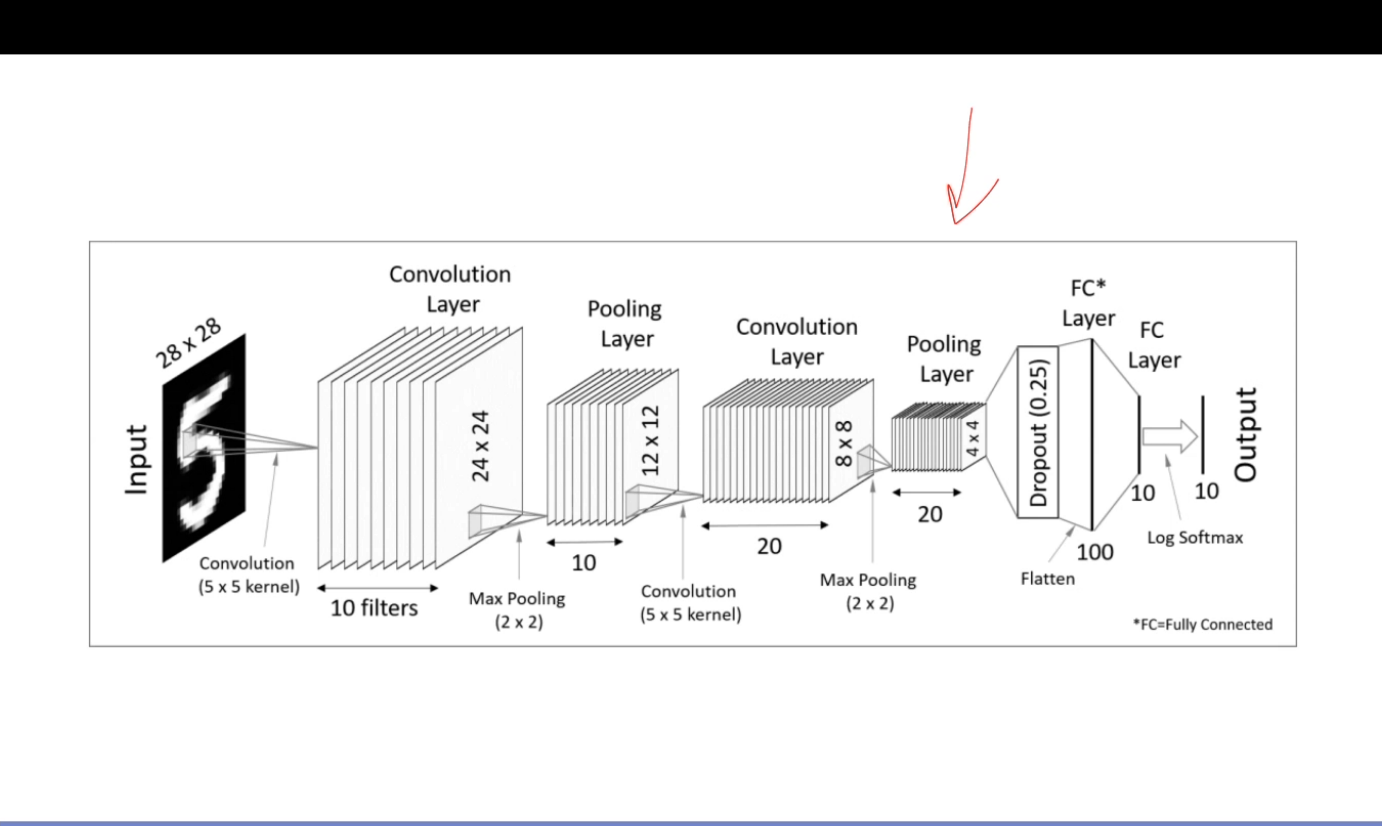 Convolution
Layer
Pooling
Layer
Convolution
Layer
Pooling
Layer
FC*
Layer
FC
Layer
28 x 28
Input
24 x 24
12 x 12
8 x 8
4 x 4
Dropout (0.25)
Output
Convolution
(5 x 5 kernel)
10 filters
Max Pooling
(2 x 2)
10
Convolution
(5 x 5 kernel)
20
Max Pooling
(2 x 2)
20
Flatten
100
10
10
Log Softmax
*FC=Fully Connected